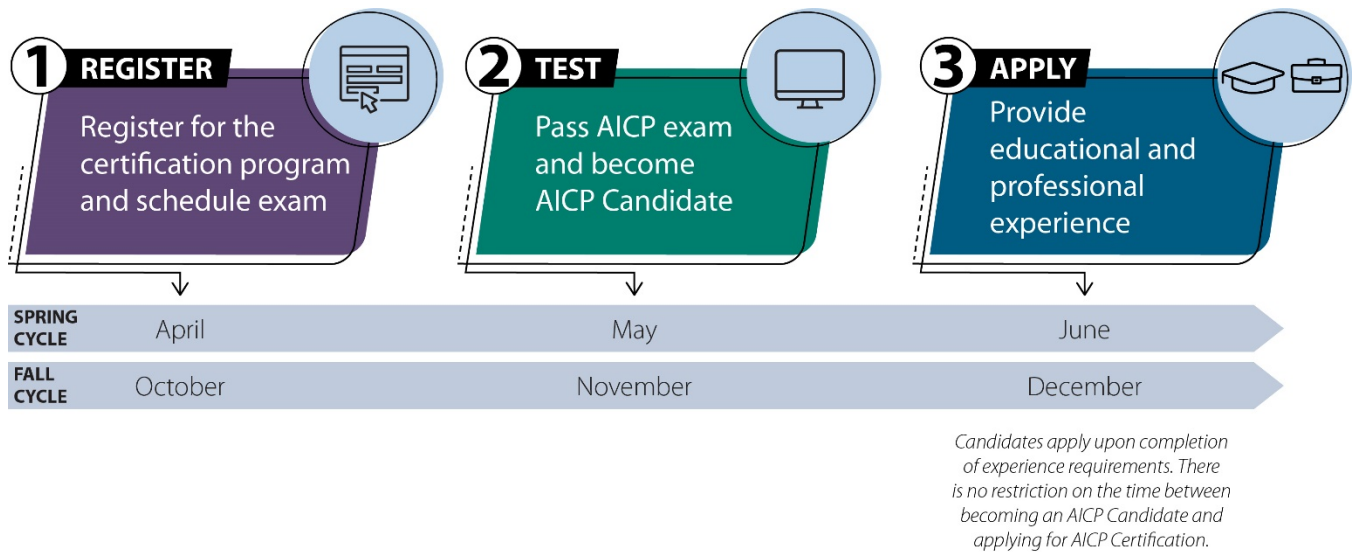 1 REGISTER
Register for the
certification program
and schedule exam
2 TEST
Pass AICP exam
and become
AICP Candidate
3 APPLY
Provide
educational and
professional
experience
SPRING
CYCLE
April
May
June
FALL
CYCLE
October
November
December
Candidates apply upon completion
of experience requirements. There
is no restriction on the time between
becoming an AICP Candidate and
applying for AICP Certification.